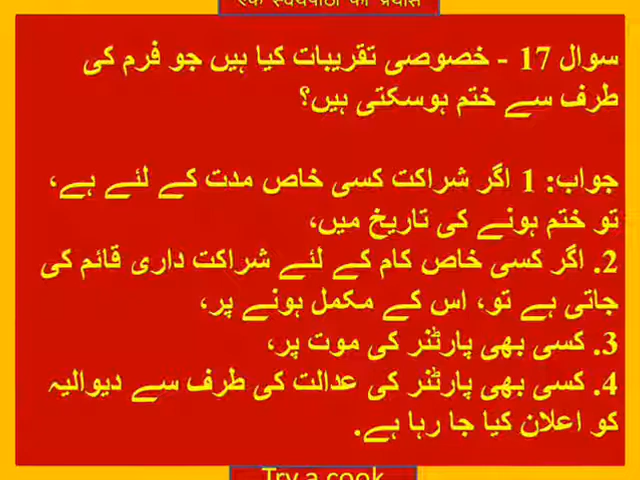 एक स्वयंपाठी का प्रयास
سوال 17 - خصوصی تقریبات کیا ہیں جو فرم کی
طرف سے ختم ہوسکتی ہیں؟
جواب: 1 اگر شراکت کسی خاص مدت کے لئے ہے،
تو ختم ہونے کی تاریخ میں،
2. اگر کسی خاص کام کے لئے شراکت داری قائم کی
جاتی ہے تو، اس کے مکمل ہونے پر،
3. کسی بھی پارٹنر کی موت پر،
4. کسی بھی پارٹنر کی عدالت کی طرف سے دیوالیہ
کو اعلان کیا جا رہا ہے.
Try a cook